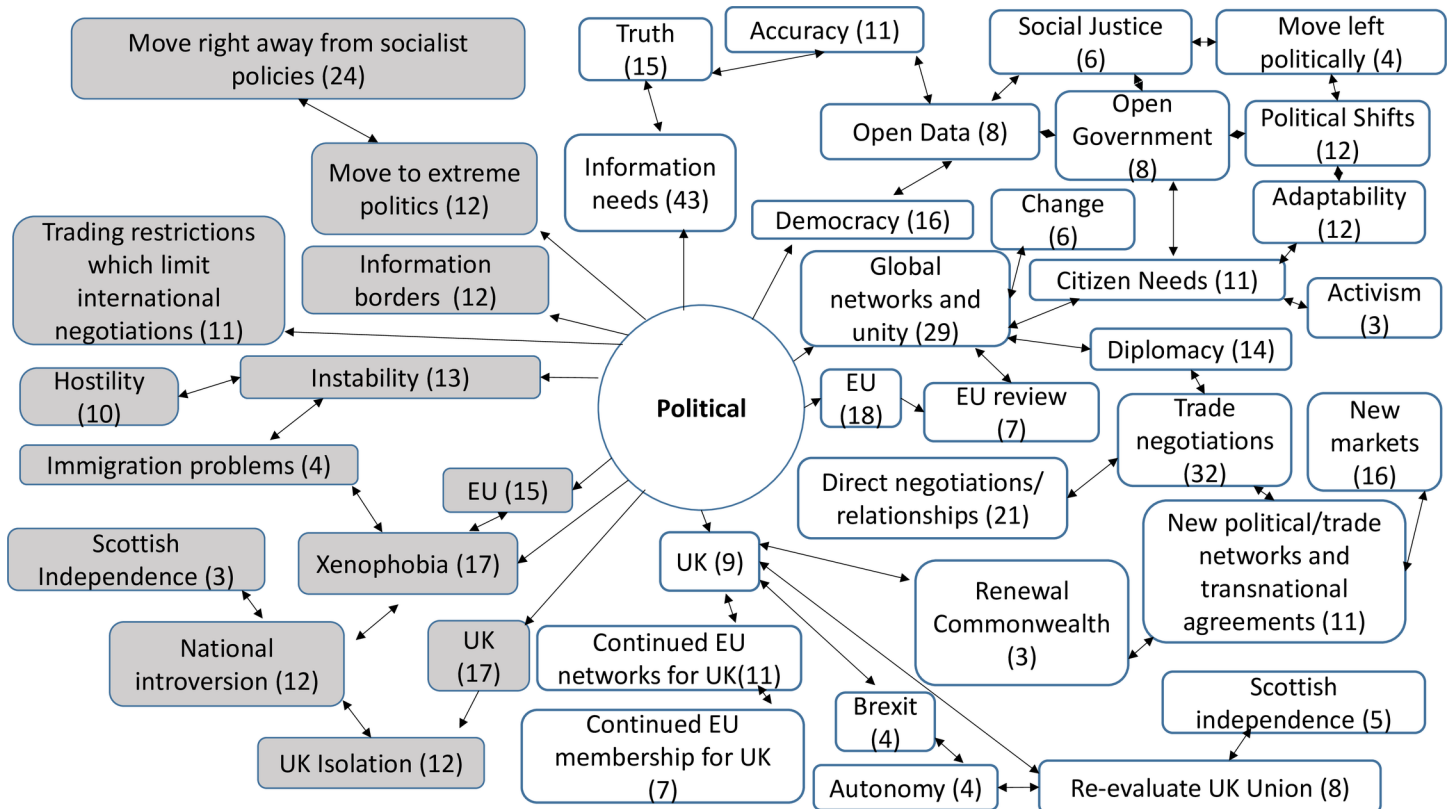 Move right away from socialist
policies (24)
Truth
(15)
Accuracy (11)
Social Justice
(6)
Move left
politically (4)
Open Data (8)
Open
Government
(8)
Political Shifts
(12)
Move to extreme
politics (12)
Information
needs (43)
Democracy (16)
Change
(6)
Adaptability
(12)
Trading restrictions
which limit
international
negotiations (11)
Information
borders (12)
Global
networks and
unity (29)
Citizen Needs (11)
Activism
(3)
Diplomacy (14)
Hostility
(10)
Instability (13)
Political
EU
(18)
EU review
(7)
Trade
negotiations
(32)
New
markets
(16)
Immigration problems (4)
EU (15)
Direct negotiations/
relationships (21)
New political/trade
networks and
transnational
agreements (11)
Scottish
Independence (3)
Xenophobia (17)
UK (9)
Renewal
Commonwealth
(3)
National
introversion (12)
UK
(17)
Continued EU
networks for UK(11)
Brexit
(4)
Scottish
independence (5)
UK Isolation (12)
Continued EU
membership for UK
(7)
Autonomy (4)
Re-evaluate UK Union (8)